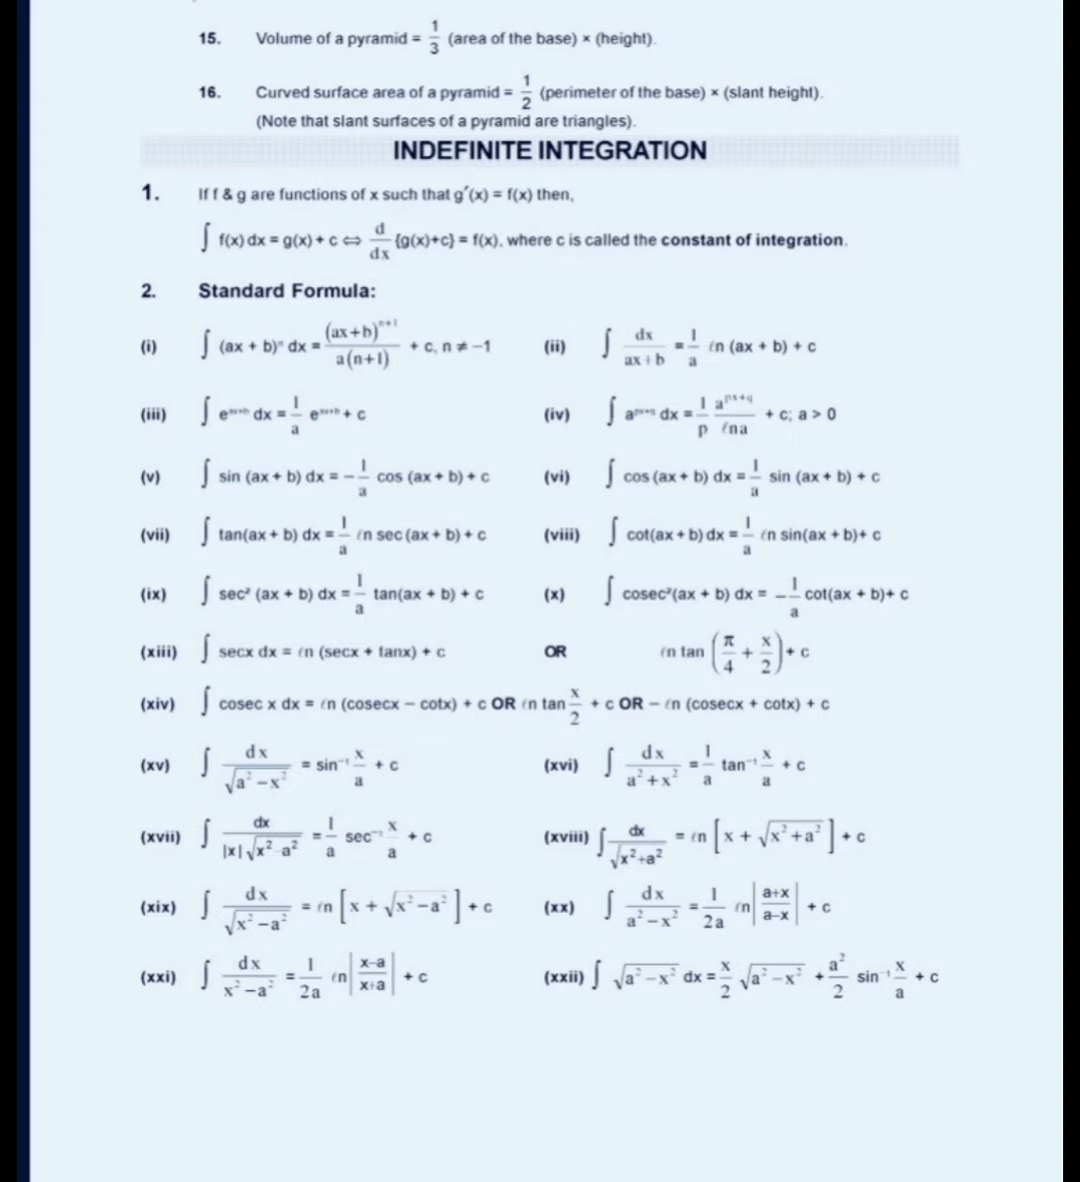 15. Volume of a pyramid = 1/3 (area of the base) × (height).
16. Curved surface area of a pyramid = 1/2 (perimeter of the base) × (slant height).
(Note that slant surfaces of a pyramid are triangles).
INDEFINITE INTEGRATION
1. If f & g are functions of x such that g′(x) = f(x) then,
∫ f(x) dx = g(x) + c ⇔ d/dx {g(x)+c} = f(x), where c is called the constant of integration.
2. Standard Formula:
(i) ∫ (ax + b)ⁿ dx = (ax+b)ⁿ⁺¹/a(n+1) + c, n ≠ −1 (ii) ∫ dx/ax+b = 1/a ℓn (ax + b) + c
(iii) ∫ eᵃˣ⁺ᵇ dx = 1/a eᵃˣ⁺ᵇ + c (iv) ∫ a^px+q dx = 1/p a^px+q/ℓna + c; a > 0
(v) ∫ sin (ax + b) dx = − 1/a cos (ax + b) + c (vi) ∫ cos (ax + b) dx = 1/a sin (ax + b) + c
(vii) ∫ tan(ax + b) dx = 1/a ℓn sec (ax + b) + c (viii) ∫ cot(ax + b) dx = 1/a ℓn sin(ax + b)+ c
(ix) ∫ sec² (ax + b) dx = 1/a tan(ax + b) + c (x) ∫ cosec²(ax + b) dx = − 1/a cot(ax + b)+ c
(xiii) ∫ secx dx = ℓn (secx + tanx) + c OR ℓn tan (π/4 + x/2) + c
(xiv) ∫ cosec x dx = ℓn (cosecx − cotx) + c OR ℓn tan x/2 + c OR − ℓn (cosecx + cotx) + c
(xv) ∫ dx/√a²−x² = sin⁻¹ x/a + c (xvi) ∫ dx/a²+x² = 1/a tan⁻¹ x/a + c
(xvii) ∫ dx/|x|√x²−a² = 1/a sec⁻¹ x/a + c (xviii) ∫ dx/√x²+a² = ℓn [x + √x²+a²] + c
(xix) ∫ dx/√x²−a² = ℓn [x + √x²−a²] + c (xx) ∫ dx/a²−x² = 1/2a ℓn |a+x/a−x| + c
(xxi) ∫ dx/x²−a² = 1/2a ℓn |x−a/x+a| + c (xxii) ∫ √a²−x² dx = x/2 √a²−x² + a²/2 sin⁻¹ x/a + c